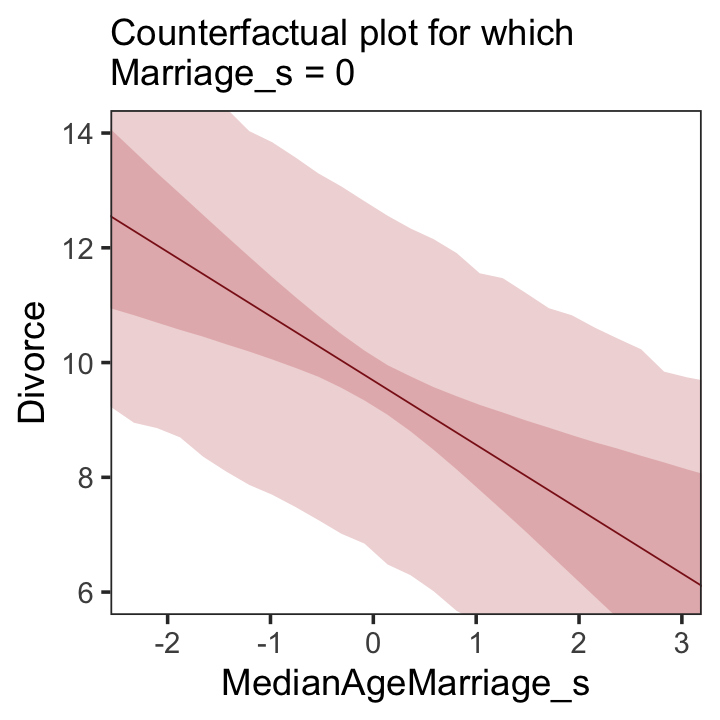 Counterfactual plot for which
Marriage_s = 0
14
12
10
8
6
Divorce
-2 -1 0 1 2 3
MedianAgeMarriage_s